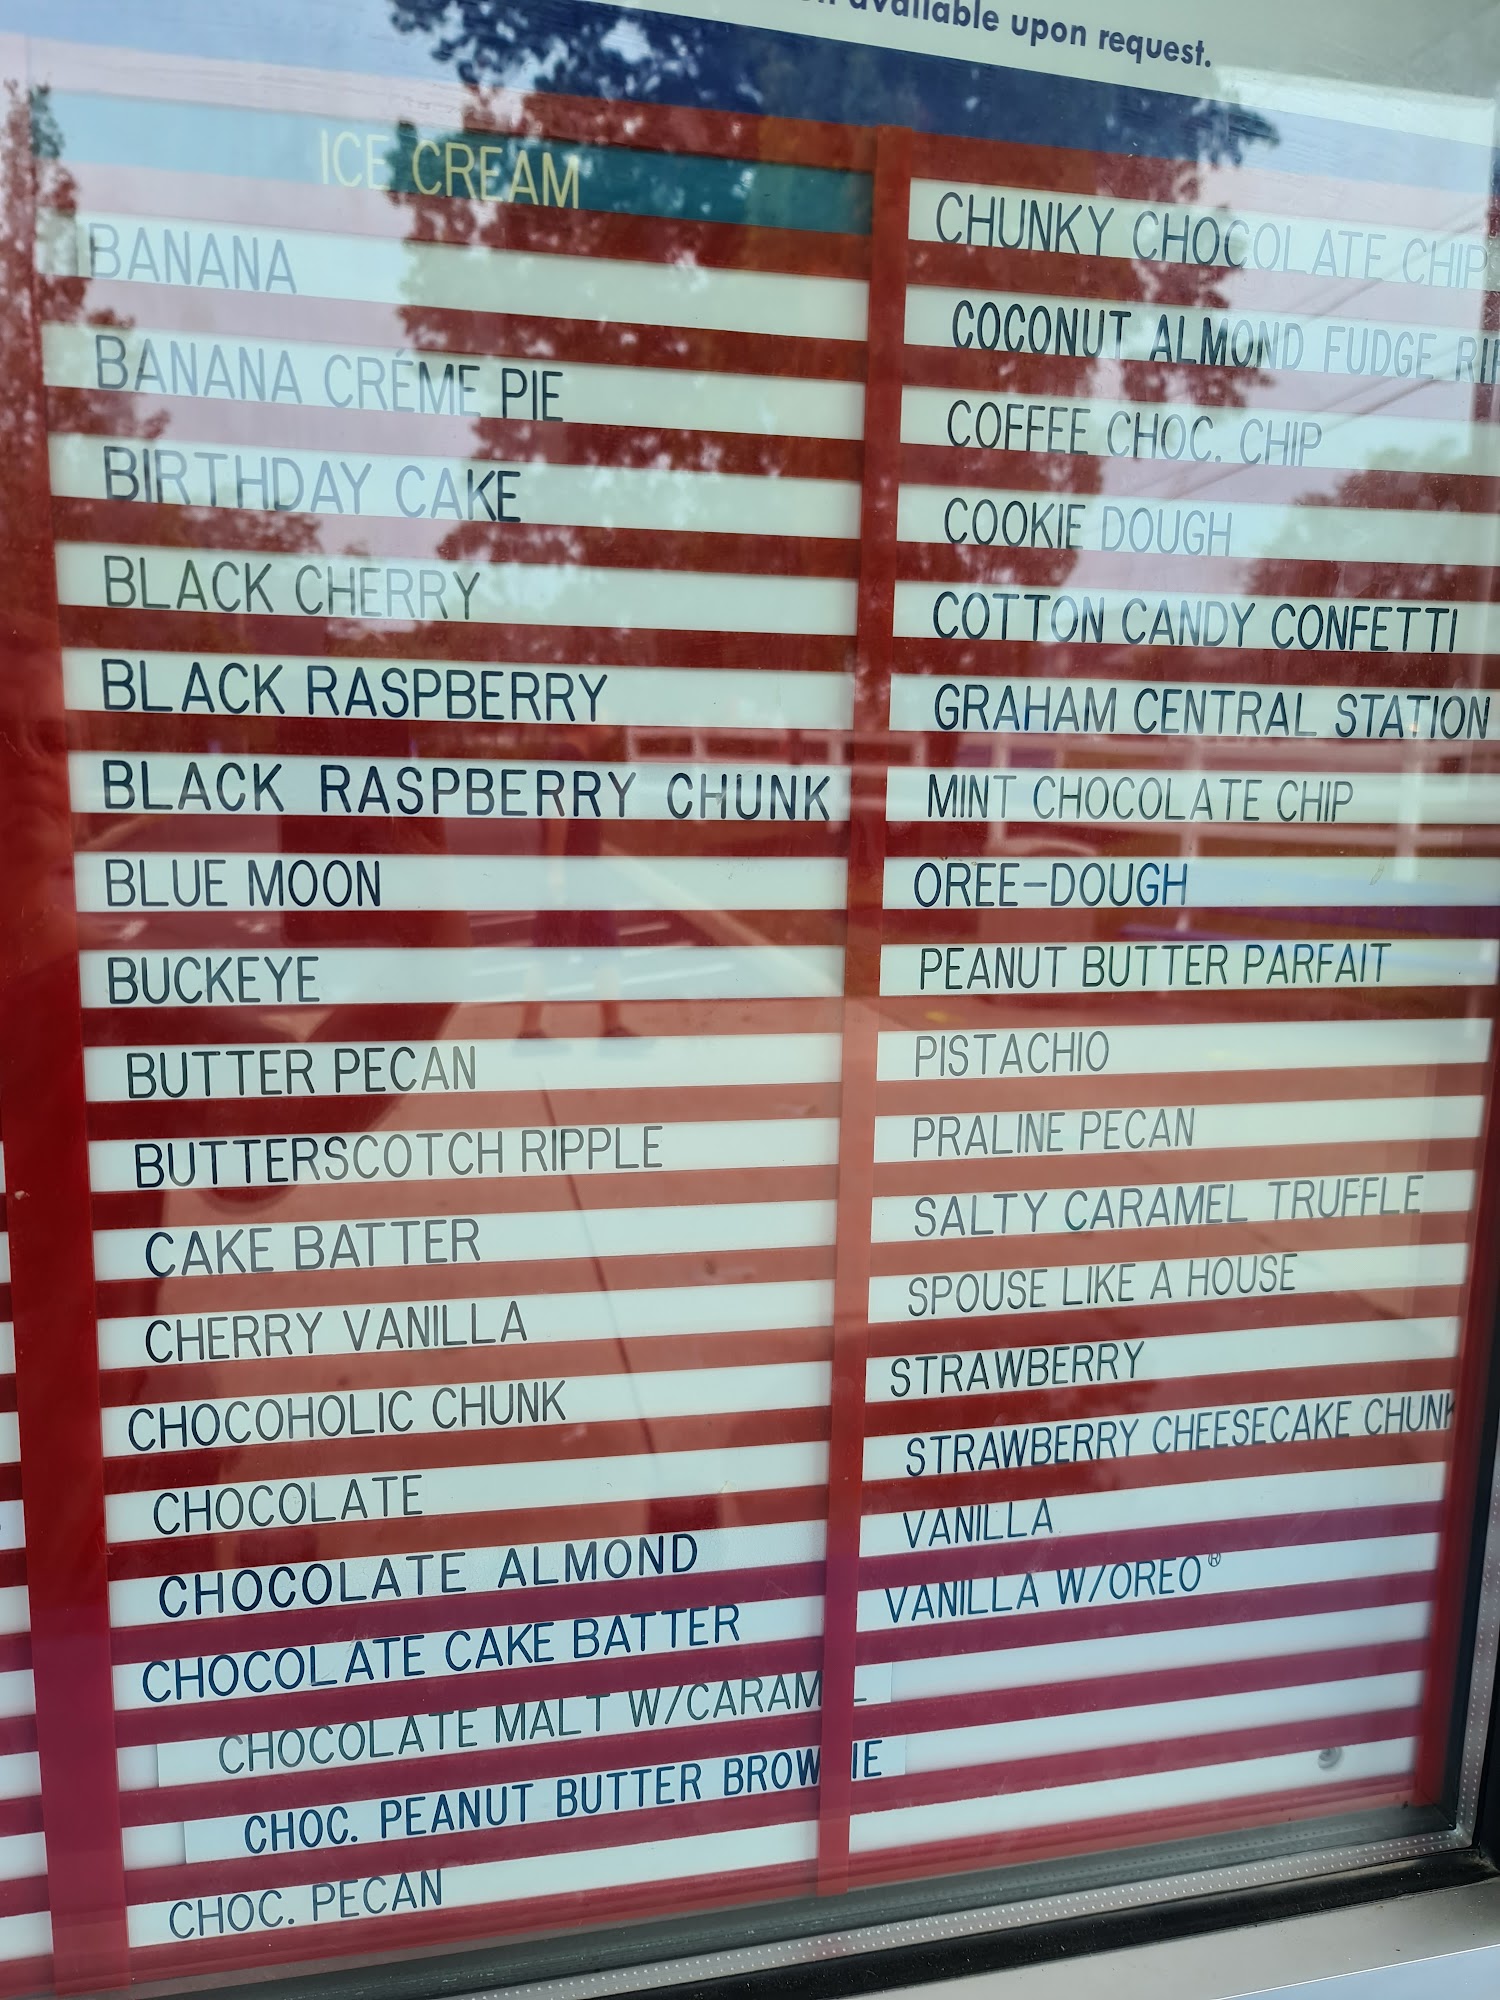 available upon request.
ICE CREAM
BANANA
BANANA CRÉME PIE
BIRTHDAY CAKE
BLACK CHERRY
BLACK RASPBERRY
BLACK RASPBERRY CHUNK
BLUE MOON
BUCKEYE
BUTTER PECAN
BUTTERSCOTCH RIPPLE
CAKE BATTER
CHERRY VANILLA
CHOCOHOLIC CHUNK
CHOCOLATE
CHOCOLATE ALMOND
CHOCOLATE CAKE BATTER
CHOCOLATE MALT W/CARAMEL
CHOC. PEANUT BUTTER BROWNIE
CHOC. PECAN
CHUNKY CHOCOLATE CHIP
COCONUT ALMOND FUDGE
COFFEE CHOC. CHIP
COOKIE DOUGH
COTTON CANDY CONFETTI
GRAHAM CENTRAL STATION
MINT CHOCOLATE CHIP
OREE-DOUGH
PEANUT BUTTER PARFAIT
PISTACHIO
PRALINE PECAN
SALTY CARAMEL TRUFFLE
SPOUSE LIKE A HOUSE
STRAWBERRY
STRAWBERRY CHEESECAKE CHUNK
VANILLA
VANILLA W/OREO®